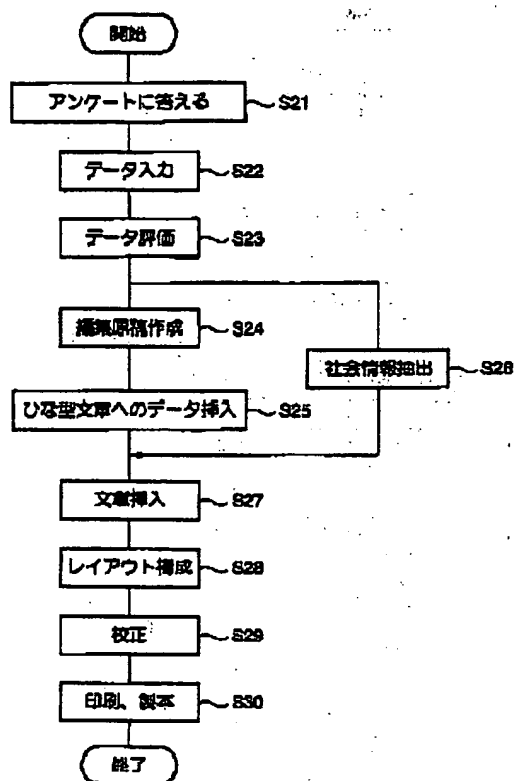 開始
アンケートに答える S21
データ入力 S22
データ評価 S23
編集原稿作成 S24
社会情報抽出 S26
ひな型文章へのデータ挿入 S25
文章挿入 S27
レイアウト構成 S28
校正 S29
印刷、製本 S30
終了